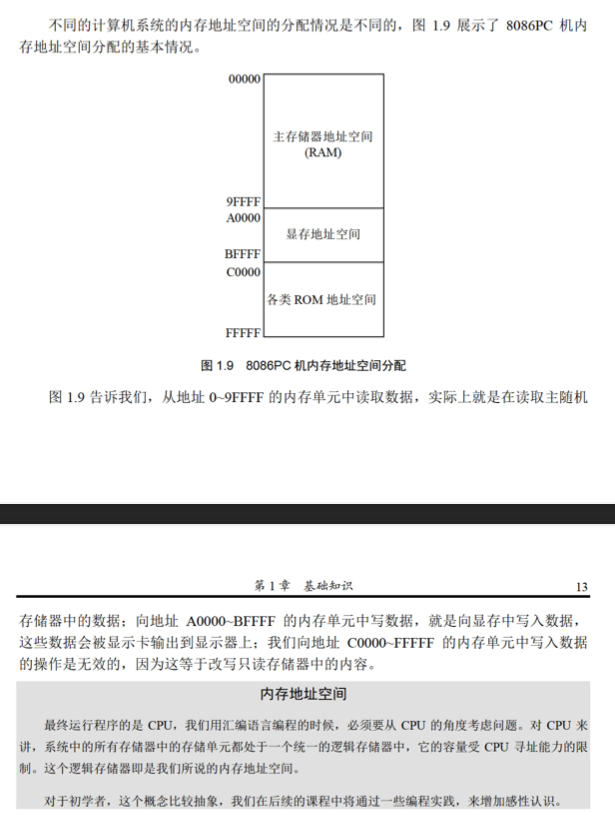 不同的计算机系统的内存地址空间的分配情况是不同的，图 1.9 展示了 8086PC 机内
存地址空间分配的基本情况。
00000
主存储器地址空间
(RAM)
9FFFF
A0000
显存地址空间
BFFFF
C0000
各类 ROM 地址空间
FFFFF
图 1.9 8086PC 机内存地址空间分配
图 1.9 告诉我们，从地址 0~9FFFF 的内存单元中读取数据，实际上就是在读取主随机
第 1 章 基础知识 13
存储器中的数据；向地址 A0000~BFFFF 的内存单元中写数据，就是向显存中写入数据，
这些数据会被显示卡输出到显示器上；我们向地址 C0000~FFFFF 的内存单元中写入数据
的操作是无效的，因为这等于改写只读存储器中的内容。
内存地址空间
最终运行程序的是 CPU，我们用汇编语言编程的时候，必须要从 CPU 的角度考虑问题。对 CPU 来
讲，系统中的所有存储器中的存储单元都处于一个统一的逻辑存储器中，它的容量受 CPU 寻址能力的限
制。这个逻辑存储器即是我们所说的内存地址空间。
对于初学者，这个概念比较抽象，我们在后续的课程中将通过一些编程实践，来增加感性认识。